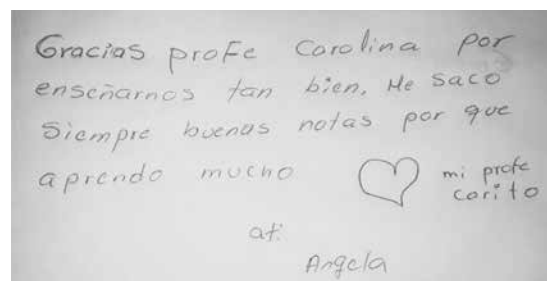 Gracias profe Carolina por
enseñarnos tan bien. Me saco
Siempre buenas notas por que
aprendo mucho
mi profe
carito
at:
Angela